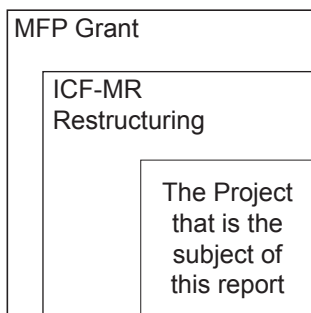 MFP Grant
ICF-MR
Restructuring
The Project
that is the
subject of
this report